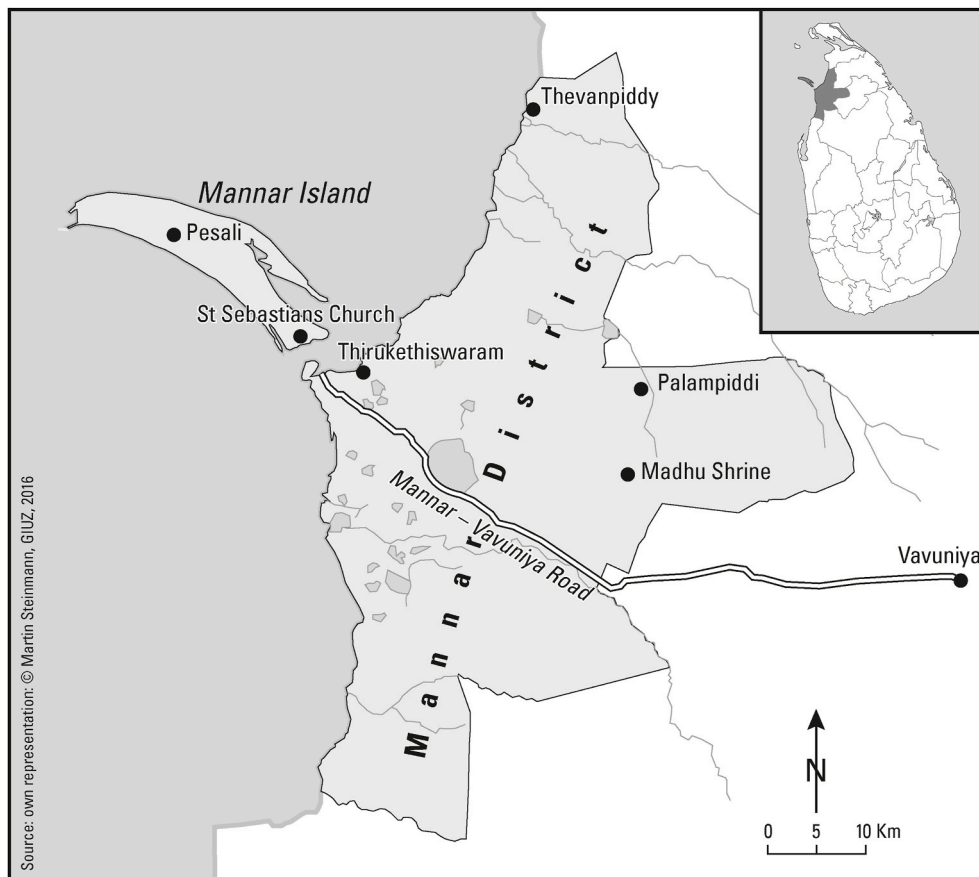 Thevanpiddy
Mannar Island
Pesali
St Sebastians Church
Thirukethiswaram
Palampiddi
Madhu Shrine
Mannar District
Mannar – Vavuniya Road
Vavuniya
N
0 5 10 Km
Source: own representation: © Martin Steinmann, GIUZ, 2016